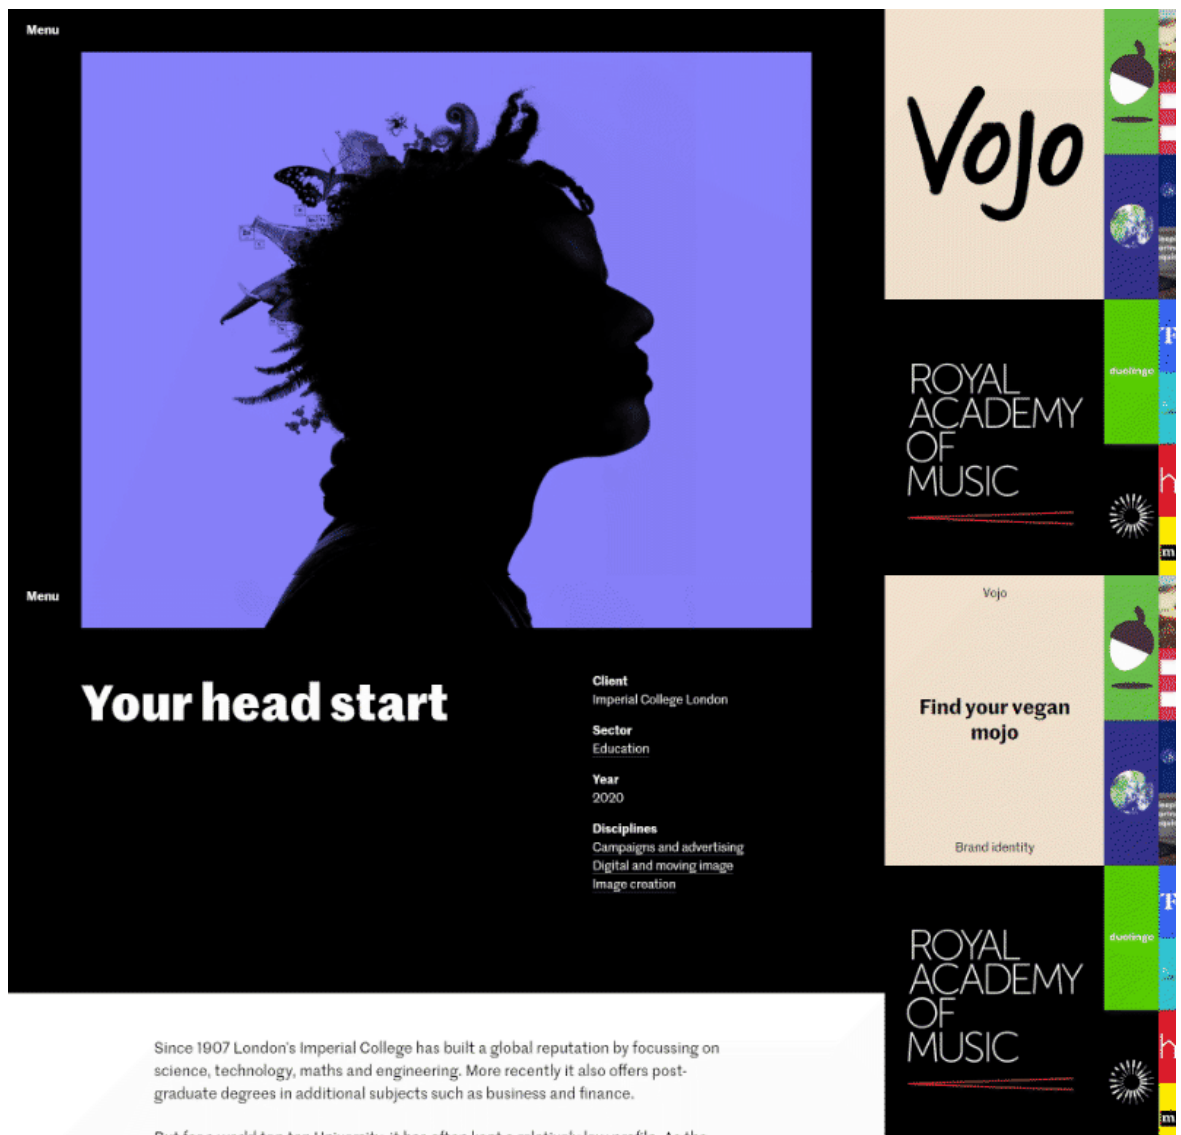 Menu
Vojo
duolingo
ROYAL
ACADEMY
OF
MUSIC
h
m
Menu
Your head start
Client
Imperial College London
Sector
Education
Year
2020
Disciplines
Campaigns and advertising
Digital and moving image
Image creation
Vojo
Find your vegan
mojo
Brand identity
duolingo
ROYAL
ACADEMY
OF
MUSIC
h
m
Since 1907 London's Imperial College has built a global reputation by focussing on
science, technology, maths and engineering. More recently it also offers post-
graduate degrees in additional subjects such as business and finance.